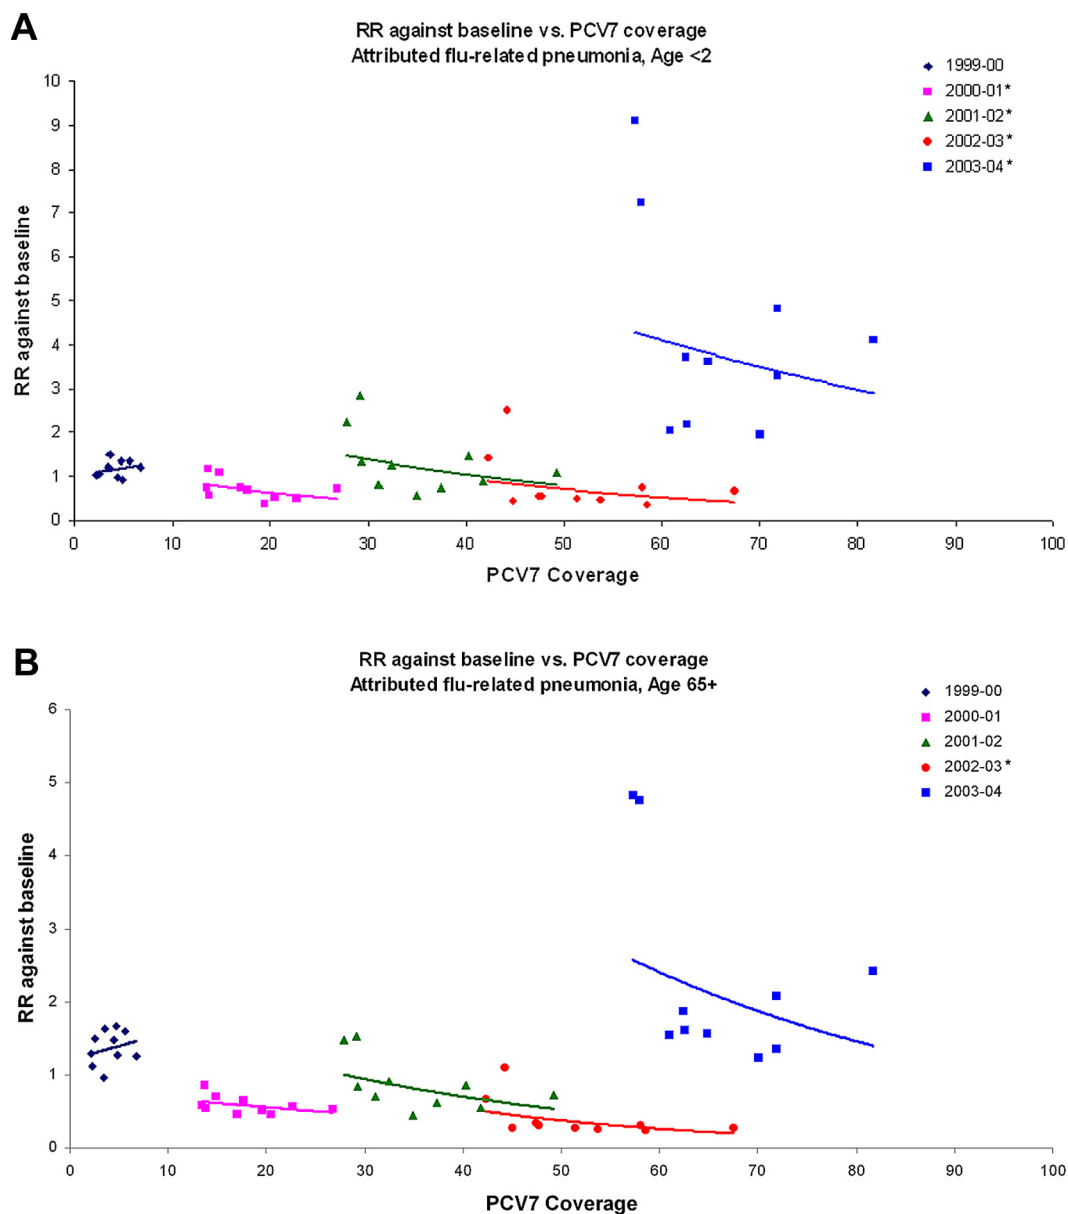 A
RR against baseline vs. PCV7 coverage
Attributed flu-related pneumonia, Age <2
1999-00
2000-01*
2001-02*
2002-03*
2003-04*
RR against baseline
10
9
8
7
6
5
4
3
2
1
0
0 10 20 30 40 50 60 70 80 90 100
PCV7 Coverage
B
RR against baseline vs. PCV7 coverage
Attributed flu-related pneumonia, Age 65+
1999-00
2000-01
2001-02
2002-03*
2003-04
RR against baseline
6
5
4
3
2
1
0
0 10 20 30 40 50 60 70 80 90 100
PCV7 Coverage